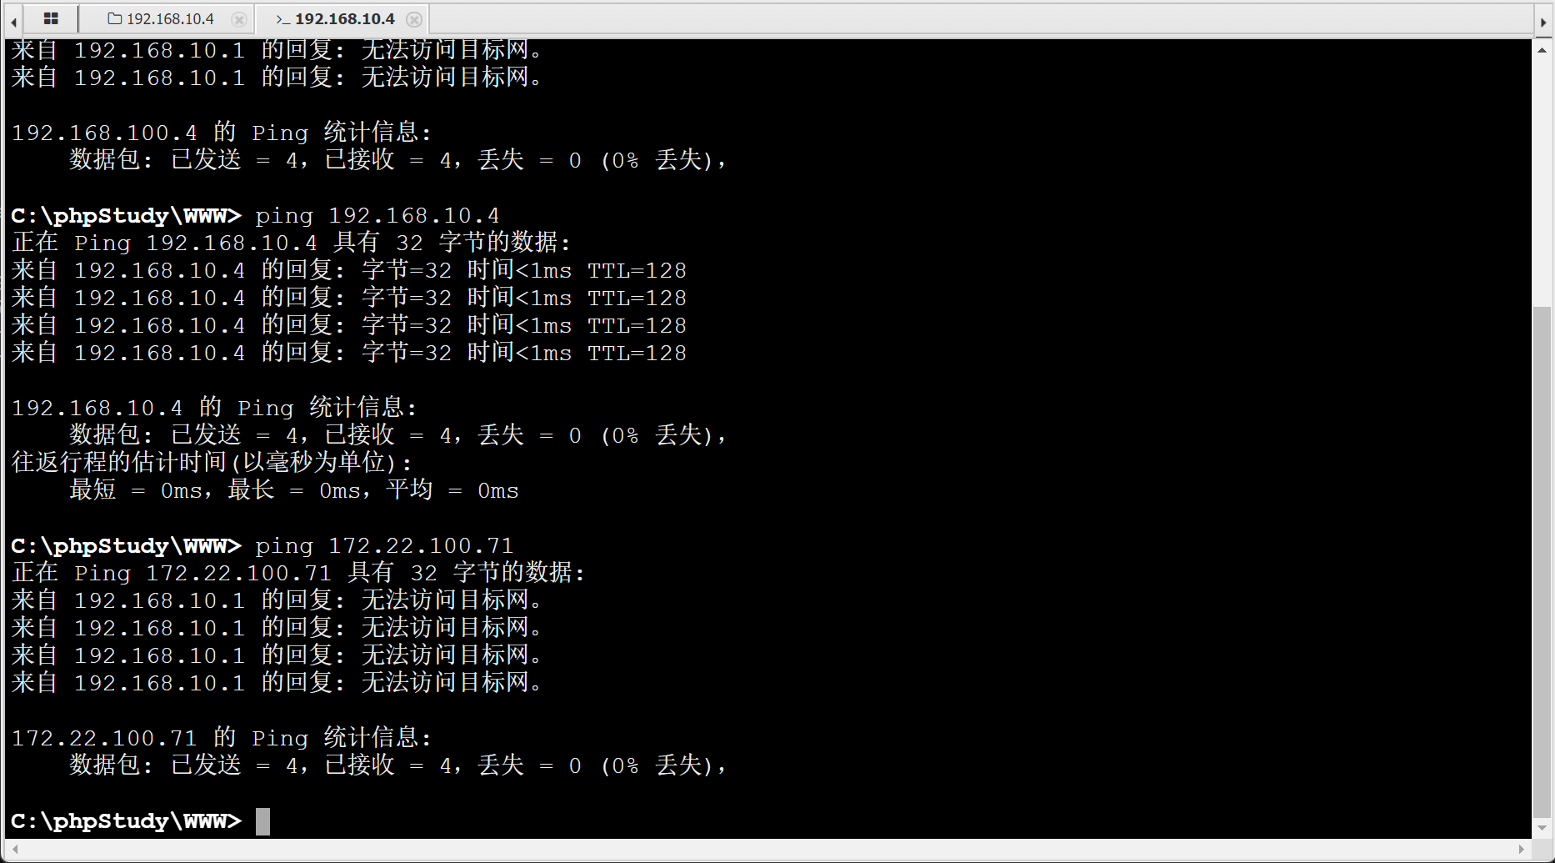 192.168.10.4
>_ 192.168.10.4
来自 192.168.10.1 的回复: 无法访问目标网。
来自 192.168.10.1 的回复: 无法访问目标网。
192.168.100.4 的 Ping 统计信息:
数据包: 已发送 = 4，已接收 = 4，丢失 = 0 (0% 丢失)，
C:\phpStudy\WWW> ping 192.168.10.4
正在 Ping 192.168.10.4 具有 32 字节的数据:
来自 192.168.10.4 的回复: 字节=32 时间<1ms TTL=128
来自 192.168.10.4 的回复: 字节=32 时间<1ms TTL=128
来自 192.168.10.4 的回复: 字节=32 时间<1ms TTL=128
来自 192.168.10.4 的回复: 字节=32 时间<1ms TTL=128
192.168.10.4 的 Ping 统计信息:
数据包: 已发送 = 4，已接收 = 4，丢失 = 0 (0% 丢失)，
往返行程的估计时间(以毫秒为单位):
最短 = 0ms，最长 = 0ms，平均 = 0ms
C:\phpStudy\WWW> ping 172.22.100.71
正在 Ping 172.22.100.71 具有 32 字节的数据:
来自 192.168.10.1 的回复: 无法访问目标网。
来自 192.168.10.1 的回复: 无法访问目标网。
来自 192.168.10.1 的回复: 无法访问目标网。
来自 192.168.10.1 的回复: 无法访问目标网。
172.22.100.71 的 Ping 统计信息:
数据包: 已发送 = 4，已接收 = 4，丢失 = 0 (0% 丢失)，
C:\phpStudy\WWW>